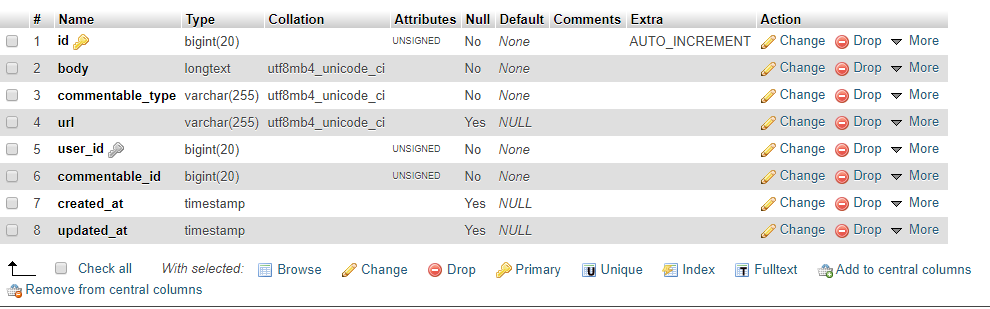 # Name Type Collation Attributes Null Default Comments Extra Action
1 id bigint(20) UNSIGNED No None AUTO_INCREMENT Change Drop More
2 body longtext utf8mb4_unicode_ci No None Change Drop More
3 commentable_type varchar(255) utf8mb4_unicode_ci No None Change Drop More
4 url varchar(255) utf8mb4_unicode_ci Yes NULL Change Drop More
5 user_id bigint(20) UNSIGNED No None Change Drop More
6 commentable_id bigint(20) UNSIGNED No None Change Drop More
7 created_at timestamp Yes NULL Change Drop More
8 updated_at timestamp Yes NULL Change Drop More
Check all With selected: Browse Change Drop Primary U Unique Index T Fulltext Add to central columns
Remove from central columns